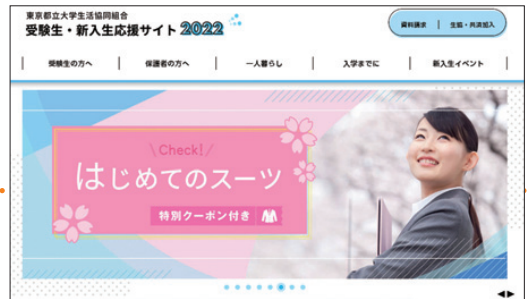 東京都立大学生活協同組合
受験生・新入生応援サイト 2022
資料請求 | 生協・共済加入
受験生の方へ | 保護者の方へ | 一人暮らし | 入学までに | 新入生イベント
\Check!/
はじめてのスーツ
特別クーポン付き